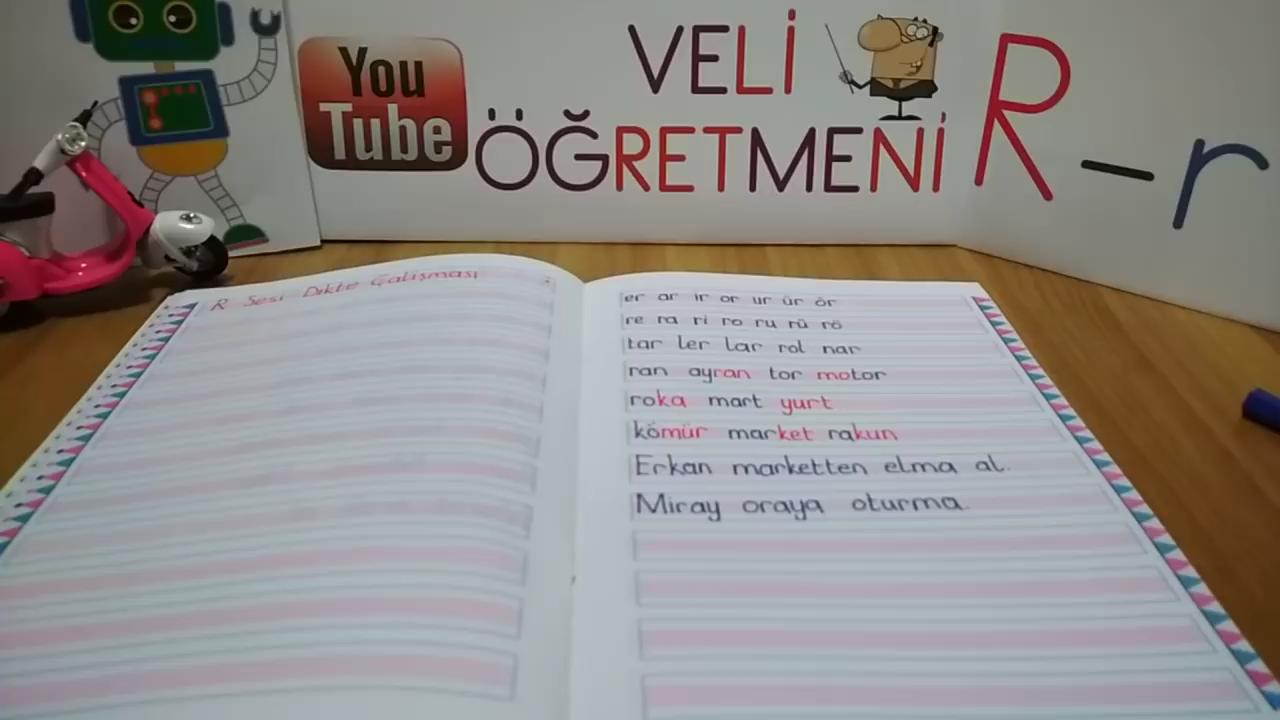 You
Tube
VELİ
ÖĞRETMENİ
R-r
R Sesi Dikte Çalışması
er ar ir or ur ür ör
re ra ri ro ru rü rö
tar ler lar rol nar
ran ayran tor motor
roka mart yurt
kömür market rakun
Erkan marketten elma al.
Miray oraya oturma.